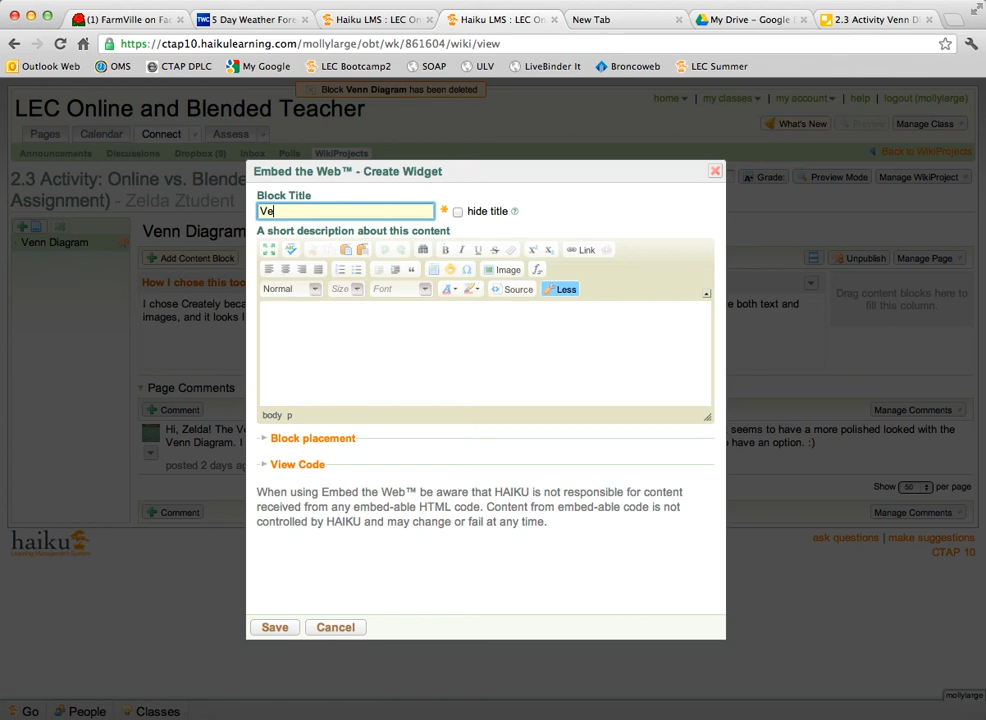 (1) FarmVille on Fac
5 Day Weather Fore
Haiku LMS : LEC On
Haiku LMS : LEC On
New Tab
My Drive - Google
2.3 Activity Venn Di
https://ctap10.haikulearning.com/mollylarge/obt/wk/861604/wiki/view
Outlook Web OMS CTAP DPLC My Google LEC Bootcamp2 SOAP ULV LiveBinder It Broncoweb LEC Summer
Block Venn Diagram has been deleted
LEC Online and Blended Teacher
home my classes my account help logout (mollylarge)
Pages Calendar Connect Assess
What's New Preview Manage Class
Announcements Discussions Dropbox (5) Inbox Polls WikiProjects
Back to WikiProjects
2.3 Activity: Online vs. Blende
Assignment) - Zelda Ztudent
Grade: Preview Mode Manage WikiProject
Venn Diagram
Venn Diagram
Add Content Block
Unpublish Manage Page
How I chose this too
I chose Creately beca
e both text and
images, and it looks l
Drag content blocks here to
fill this column.
Page Comments
Comment
Manage Comments
Hi, Zelda! The Ve
seems to have a more polished looked with the
Venn Diagram. I
o have an option. :)
posted 2 days ag
Show 50 per page
Comment
Manage Comments
haiku
ask questions | make suggestions
CTAP 10
Embed the Web™ - Create Widget
Block Title
Ve
* hide title
A short description about this content
B I U S Link
Image
Normal Size Font A Source Less
body p
Block placement
View Code
When using Embed the Web™ be aware that HAIKU is not responsible for content
received from any embed-able HTML code. Content from embed-able code is not
controlled by HAIKU and may change or fail at any time.
Save Cancel
mollylarge
Go People Classes